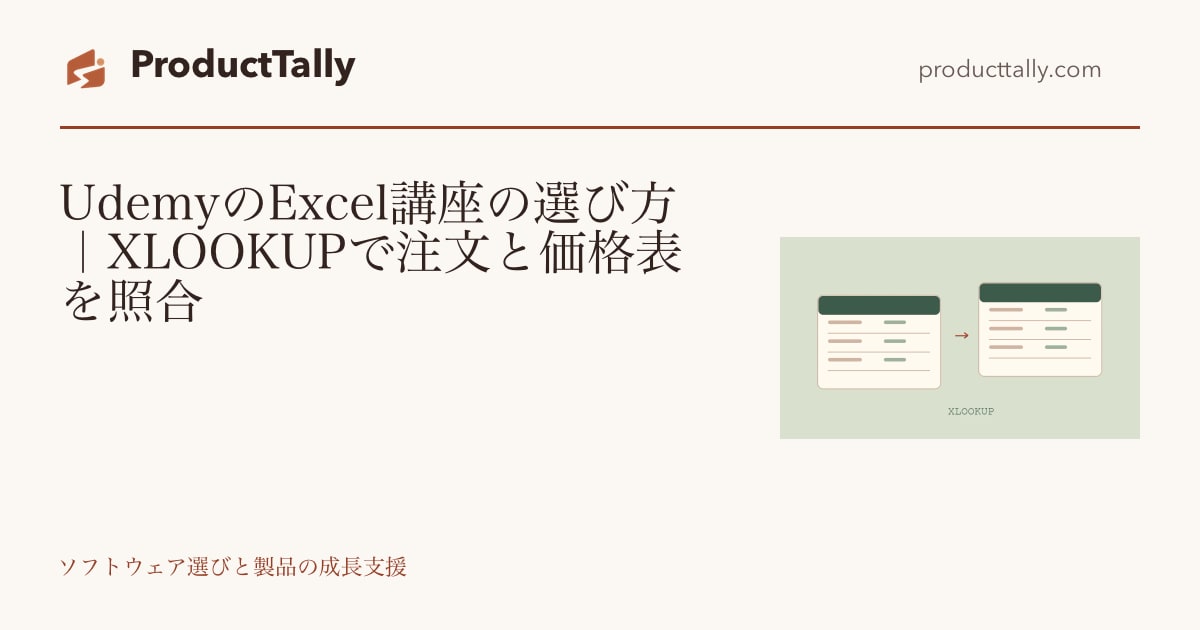 ProductTally
producttally.com
UdemyのExcel講座の選び方
｜XLOOKUPで注文と価格表
を照合
→
XLOOKUP
ソフトウェア選びと製品の成長支援